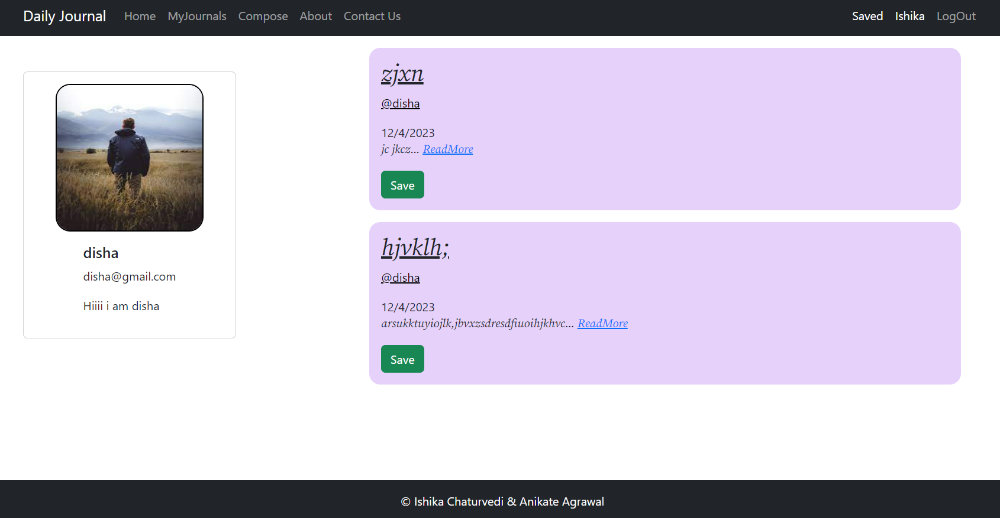 Daily Journal Home MyJournals Compose About Contact Us Saved Ishika LogOut
disha
disha@gmail.com
Hiiii i am disha
zjxn
@disha
12/4/2023
jc jkcz... ReadMore
Save
hjvklh;
@disha
12/4/2023
arsukktuyiojlk,jbvxzsdresdfiuoihjkhvc... ReadMore
Save
© Ishika Chaturvedi & Anikate Agrawal